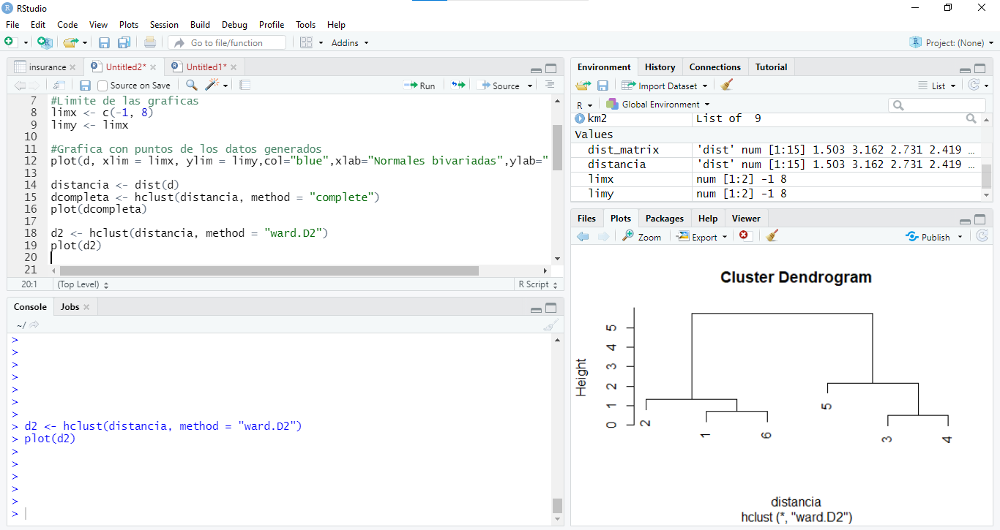 RStudio
File Edit Code View Plots Session Build Debug Profile Tools Help
Go to file/function Addins Project: (None)
insurance Untitled2* Untitled1*
Source on Save Run Source
7 #Limite de las graficas
8 limx <- c(-1, 8)
9 limy <- limx
10
11 #Grafica con puntos de los datos generados
12 plot(d, xlim = limx, ylim = limy,col="blue",xlab="Normales bivariadas",ylab="
13
14 distancia <- dist(d)
15 dcompleta <- hclust(distancia, method = "complete")
16 plot(dcompleta)
17
18 d2 <- hclust(distancia, method = "ward.D2")
19 plot(d2)
20
21
20:1 (Top Level) R Script
Console Jobs
~/
>
>
>
>
>
>
>
> d2 <- hclust(distancia, method = "ward.D2")
> plot(d2)
>
>
>
>
>
>
Environment History Connections Tutorial
Import Dataset List
R Global Environment
km2 List of 9
Values
dist_matrix 'dist' num [1:15] 1.503 3.162 2.731 2.419 …
distancia 'dist' num [1:15] 1.503 3.162 2.731 2.419 …
limx num [1:2] -1 8
limy num [1:2] -1 8
Files Plots Packages Help Viewer
Zoom Export Publish
Cluster Dendrogram
Height
5
4
3
2
1
0
2
1
6
5
3
4
distancia
hclust (*, "ward.D2")